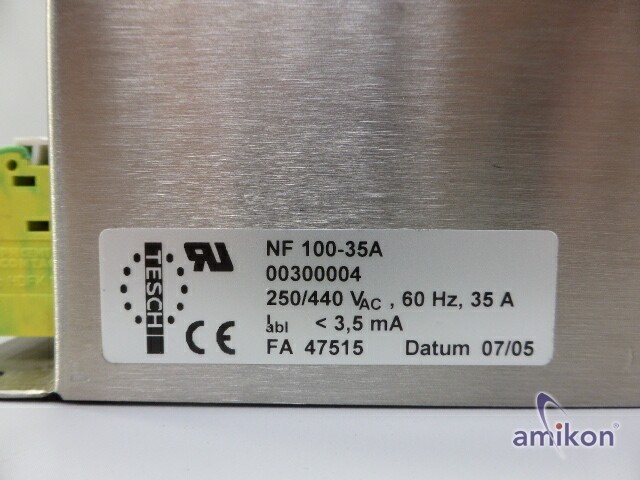 TESCH
NF 100-35A
00300004
250/440 VAC , 60 Hz, 35 A
Iabl < 3,5 mA
CE
FA 47515 Datum 07/05
amikon®